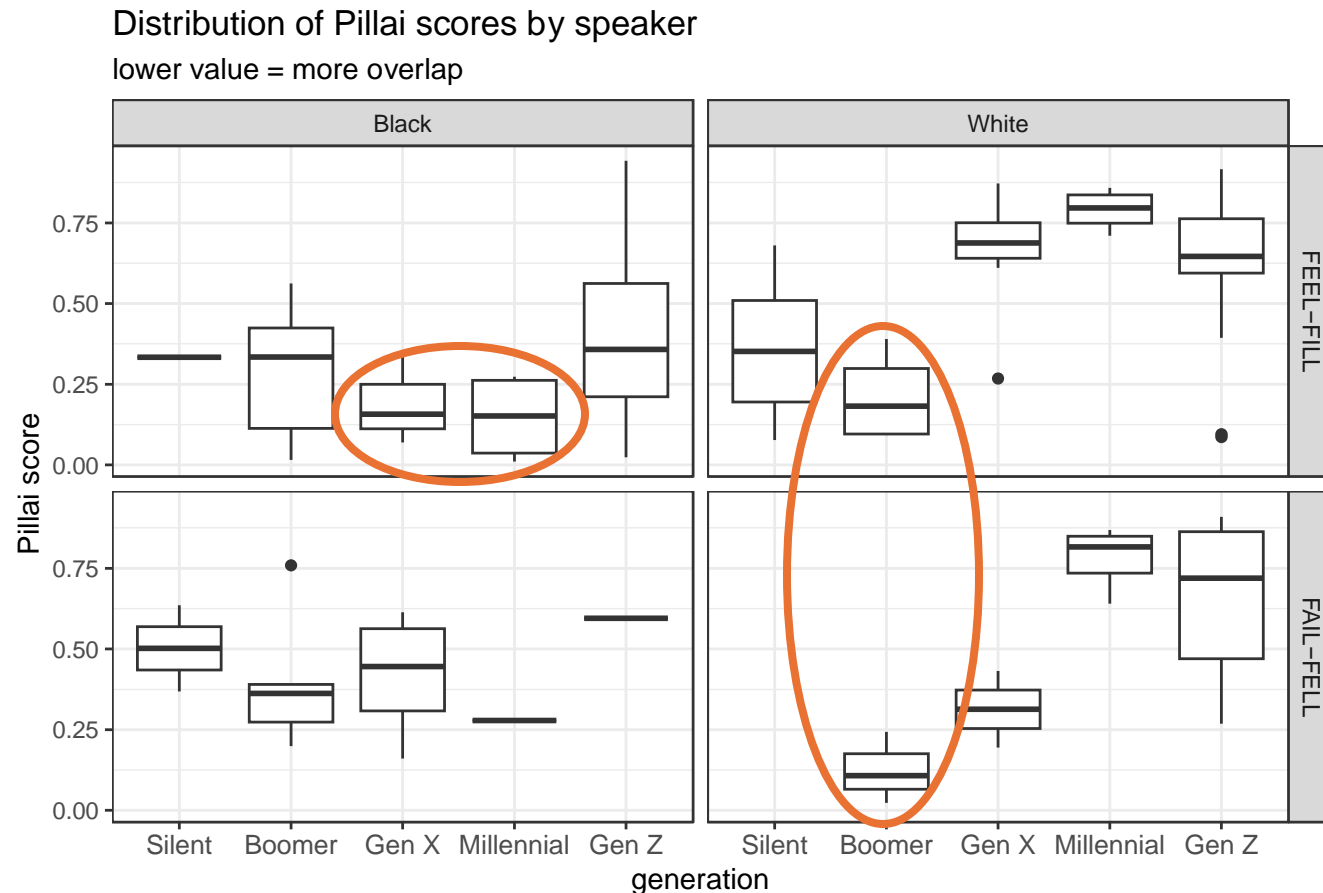 Distribution of Pillai scores by speaker
lower value = more overlap
Black
White
0.75
0.50
0.25
0.00
FEEL−FILL
Pillai score
0.75
0.50
0.25
0.00
FAIL−FELL
Silent Boomer Gen X Millennial Gen Z
Silent Boomer Gen X Millennial Gen Z
generation